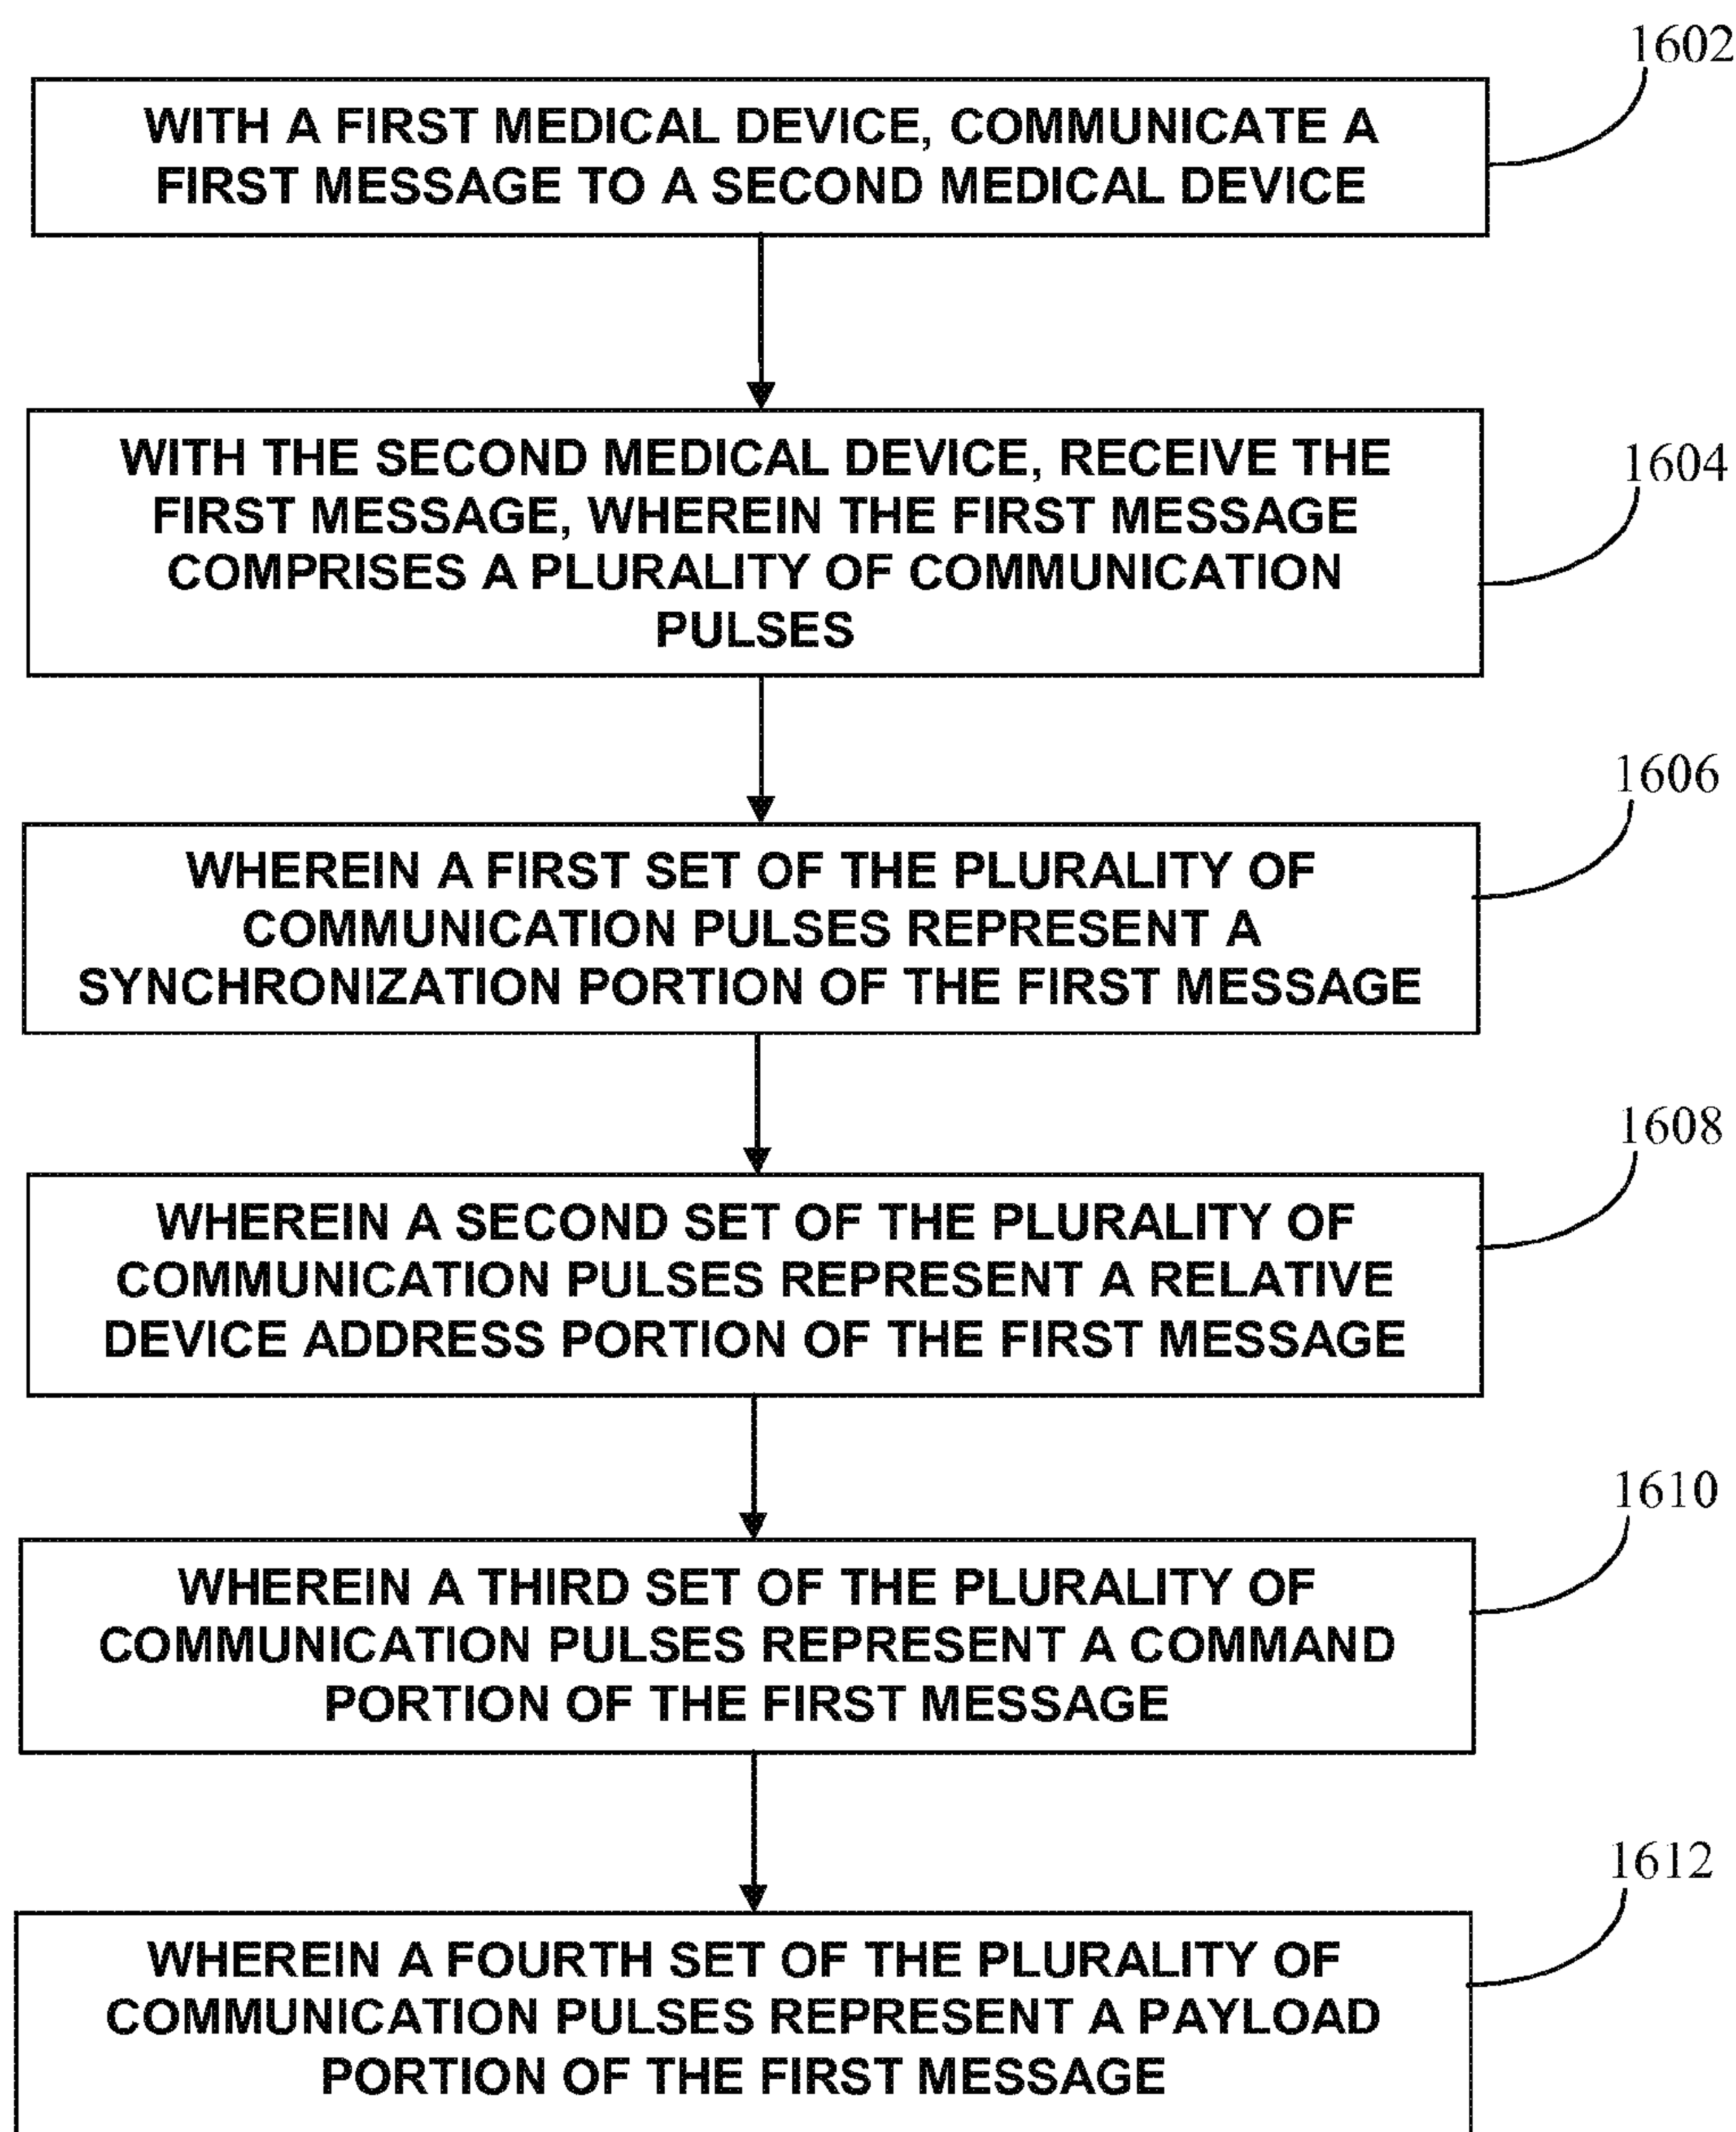 1602
WITH A FIRST MEDICAL DEVICE, COMMUNICATE A
FIRST MESSAGE TO A SECOND MEDICAL DEVICE
1604
WITH THE SECOND MEDICAL DEVICE, RECEIVE THE
FIRST MESSAGE, WHEREIN THE FIRST MESSAGE
COMPRISES A PLURALITY OF COMMUNICATION
PULSES
1606
WHEREIN A FIRST SET OF THE PLURALITY OF
COMMUNICATION PULSES REPRESENT A
SYNCHRONIZATION PORTION OF THE FIRST MESSAGE
1608
WHEREIN A SECOND SET OF THE PLURALITY OF
COMMUNICATION PULSES REPRESENT A RELATIVE
DEVICE ADDRESS PORTION OF THE FIRST MESSAGE
1610
WHEREIN A THIRD SET OF THE PLURALITY OF
COMMUNICATION PULSES REPRESENT A COMMAND
PORTION OF THE FIRST MESSAGE
1612
WHEREIN A FOURTH SET OF THE PLURALITY OF
COMMUNICATION PULSES REPRESENT A PAYLOAD
PORTION OF THE FIRST MESSAGE